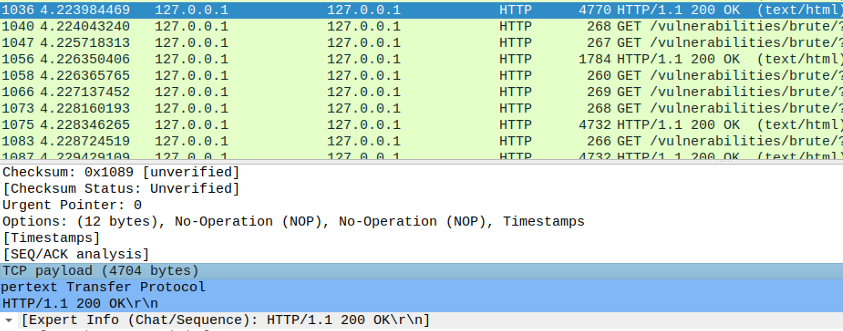 1036 4.223984469 127.0.0.1 127.0.0.1 HTTP 4770 HTTP/1.1 200 OK (text/html)
1040 4.224043240 127.0.0.1 127.0.0.1 HTTP 268 GET /vulnerabilities/brute/?
1047 4.225718313 127.0.0.1 127.0.0.1 HTTP 267 GET /vulnerabilities/brute/?
1056 4.226350406 127.0.0.1 127.0.0.1 HTTP 1784 HTTP/1.1 200 OK (text/html)
1058 4.226365765 127.0.0.1 127.0.0.1 HTTP 260 GET /vulnerabilities/brute/?
1066 4.227137452 127.0.0.1 127.0.0.1 HTTP 269 GET /vulnerabilities/brute/?
1073 4.228160193 127.0.0.1 127.0.0.1 HTTP 268 GET /vulnerabilities/brute/?
1075 4.228346265 127.0.0.1 127.0.0.1 HTTP 4732 HTTP/1.1 200 OK (text/html)
1083 4.228724519 127.0.0.1 127.0.0.1 HTTP 266 GET /vulnerabilities/brute/?
1087 4.229429109 127.0.0.1 127.0.0.1 HTTP 4732 HTTP/1.1 200 OK (text/html)
Checksum: 0x1089 [unverified]
[Checksum Status: Unverified]
Urgent Pointer: 0
Options: (12 bytes), No-Operation (NOP), No-Operation (NOP), Timestamps
[Timestamps]
[SEQ/ACK analysis]
TCP payload (4704 bytes)
pertext Transfer Protocol
HTTP/1.1 200 OK\r\n
[Expert Info (Chat/Sequence): HTTP/1.1 200 OK\r\n]